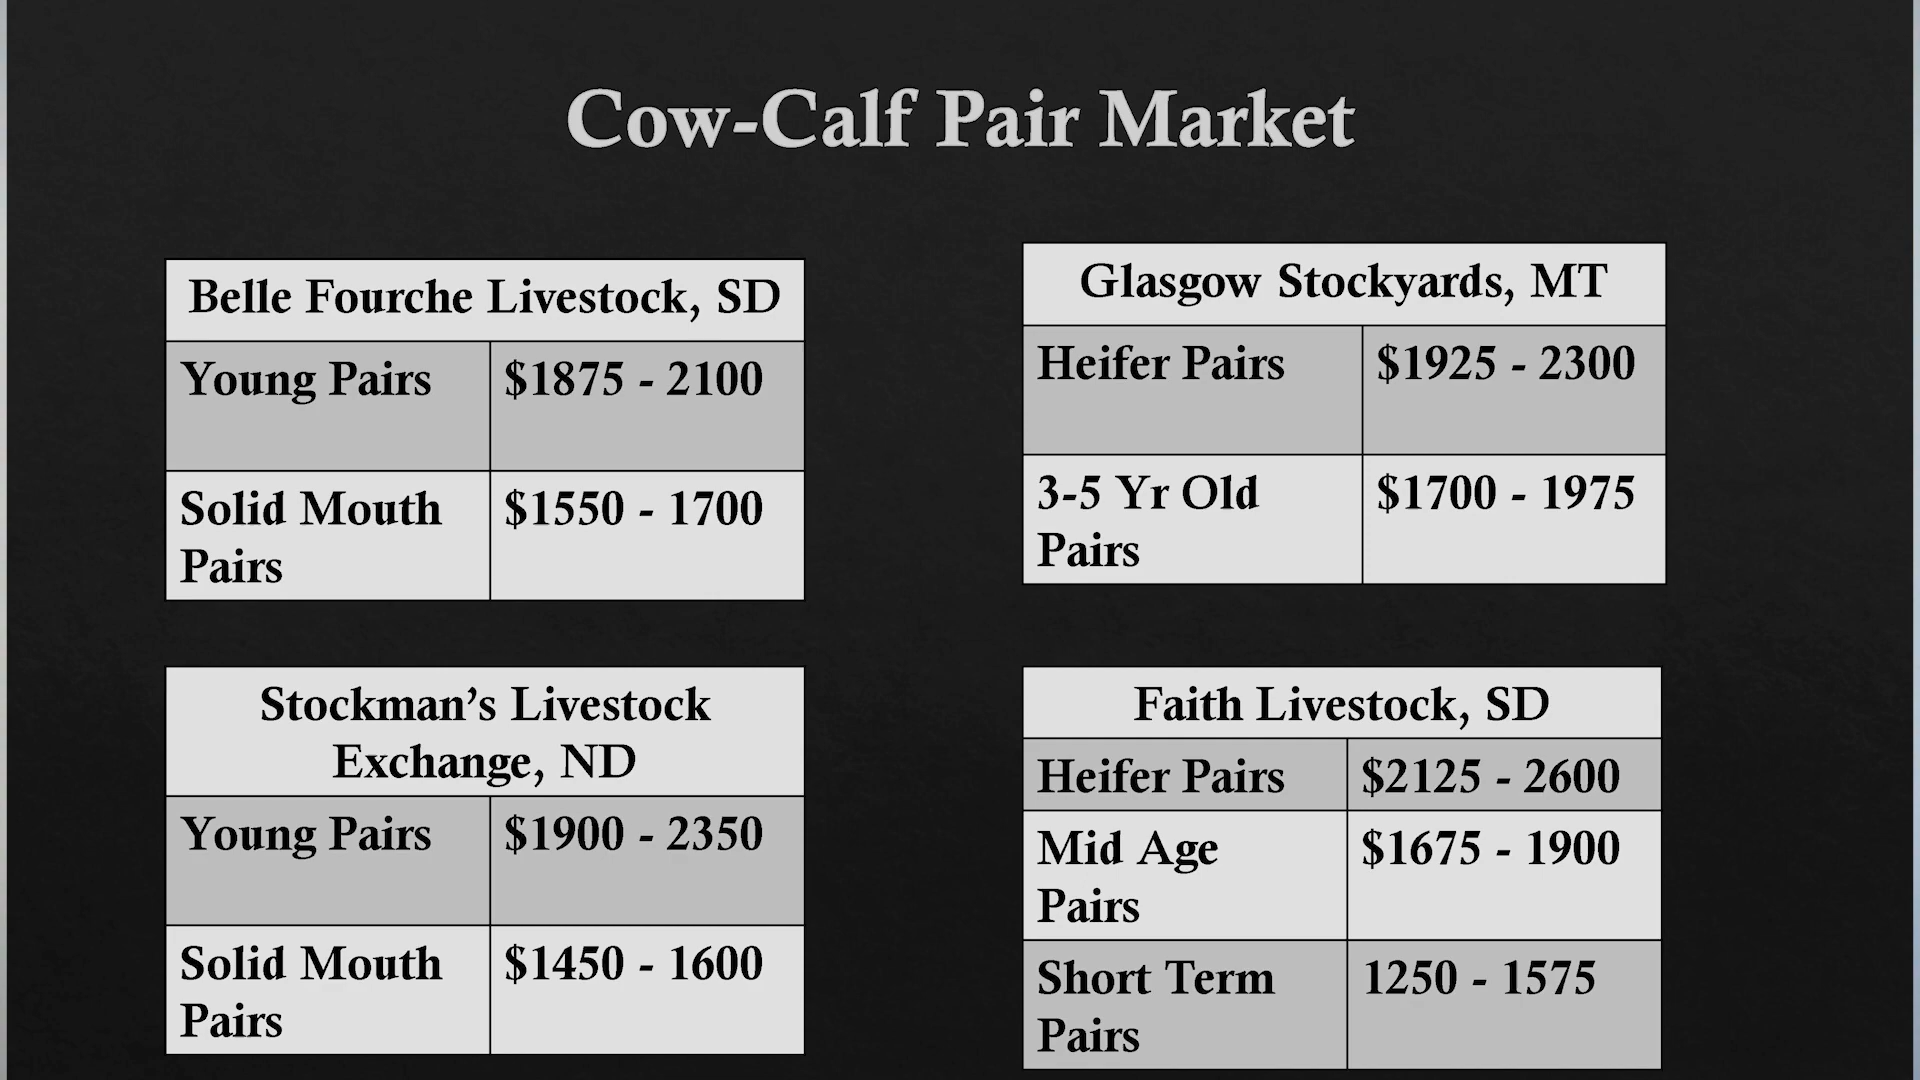 Cow-Calf Pair Market
Belle Fourche Livestock, SD
Young Pairs $1875 - 2100
Solid Mouth $1550 - 1700
Pairs
Glasgow Stockyards, MT
Heifer Pairs $1925 - 2300
3-5 Yr Old $1700 - 1975
Pairs
Stockman’s Livestock
Exchange, ND
Young Pairs $1900 - 2350
Solid Mouth $1450 - 1600
Pairs
Faith Livestock, SD
Heifer Pairs $2125 - 2600
Mid Age $1675 - 1900
Pairs
Short Term 1250 - 1575
Pairs